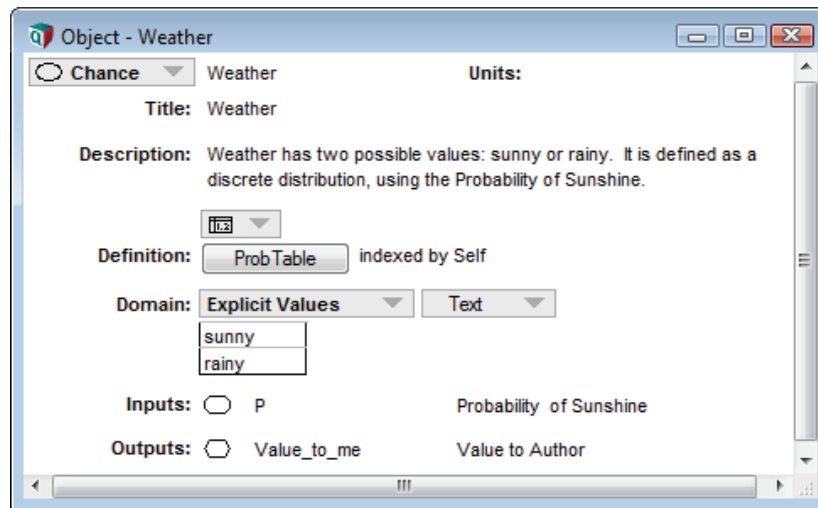 Object - Weather
Chance Weather Units:
Title: Weather
Description: Weather has two possible values: sunny or rainy. It is defined as a
discrete distribution, using the Probability of Sunshine.
1.2
Definition: ProbTable indexed by Self
Domain: Explicit Values Text
sunny
rainy
Inputs: P Probability of Sunshine
Outputs: Value_to_me Value to Author